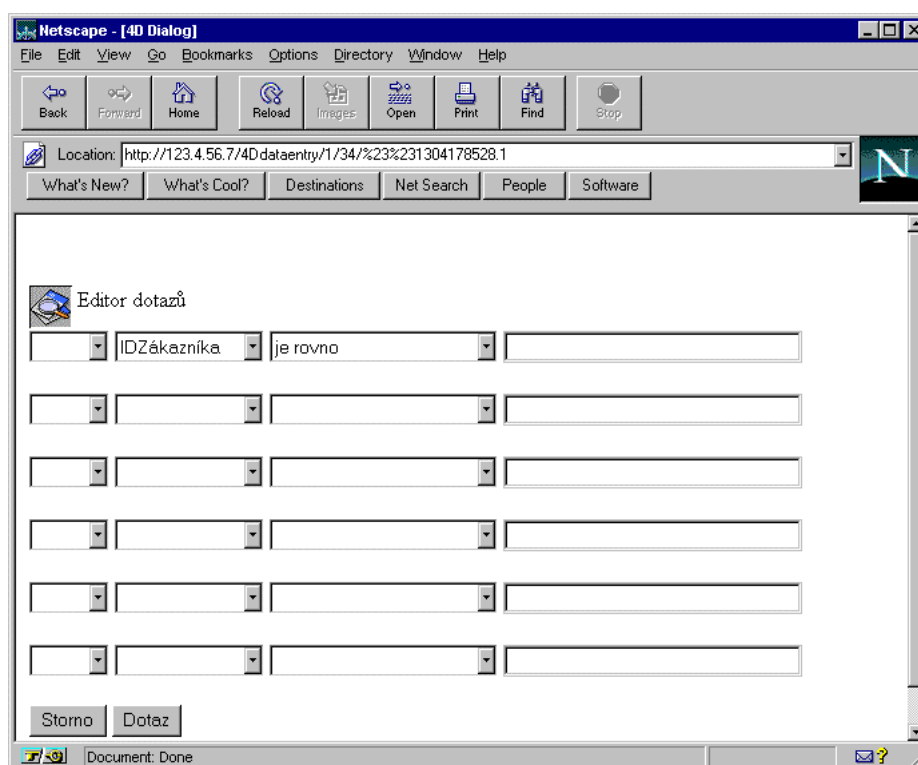 Netscape - [4D Dialog]
File Edit View Go Bookmarks Options Directory Window Help
Back Forward Home Reload Images Open Print Find Stop
Location: http://123.4.56.7/4Ddataentry/1/34/%23%231304178528.1
N
What's New? What's Cool? Destinations Net Search People Software
Editor dotazů
IDZákazníka je rovno
Storno Dotaz
Document: Done